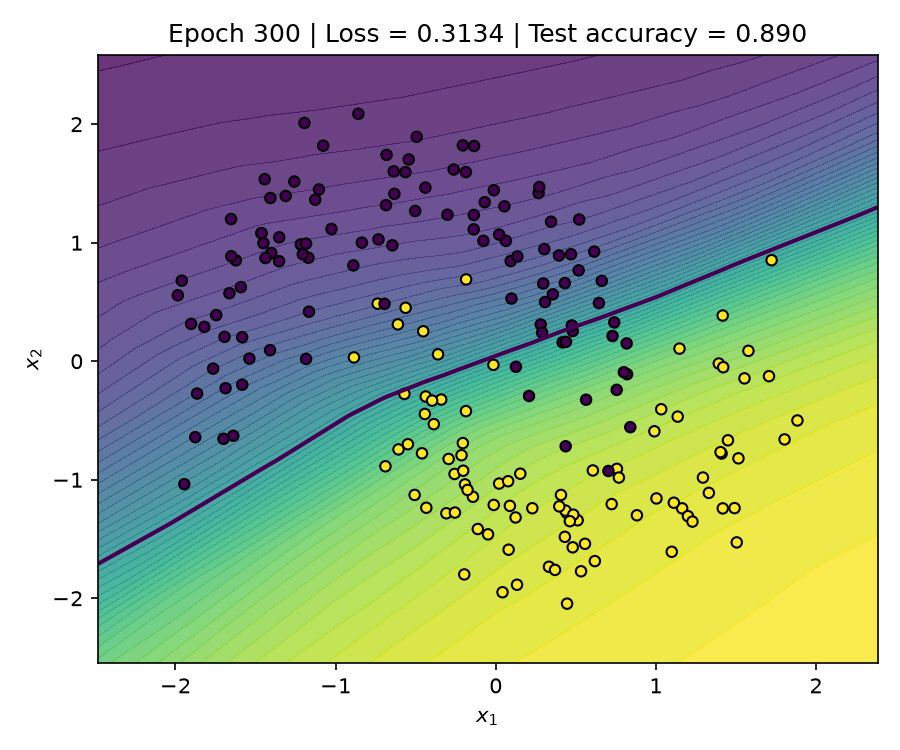 Epoch 300 | Loss = 0.3134 | Test accuracy = 0.890
2
1
0
−1
−2
x₂
−2 −1 0 1 2
x₁